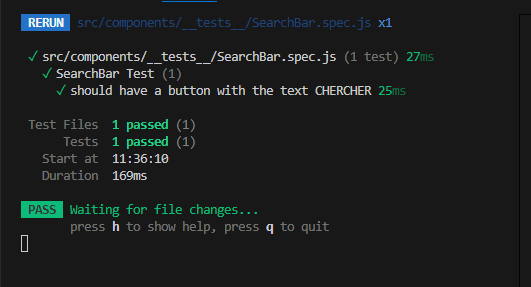 RERUN src/components/__tests__/SearchBar.spec.js x1
✓ src/components/__tests__/SearchBar.spec.js (1 test) 27ms
✓ SearchBar Test (1)
✓ should have a button with the text CHERCHER 25ms
Test Files 1 passed (1)
Tests 1 passed (1)
Start at 11:36:10
Duration 169ms
PASS Waiting for file changes...
press h to show help, press q to quit